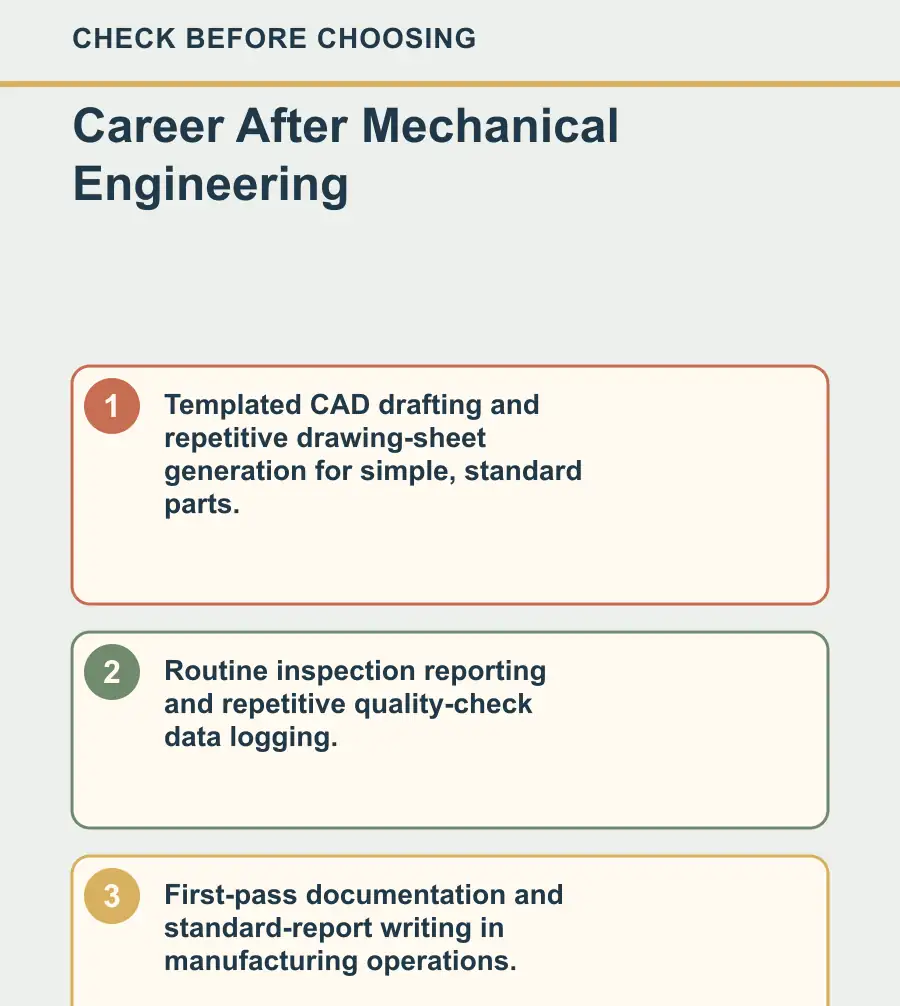 CHECK BEFORE CHOOSING
Career After Mechanical
Engineering
1
Templated CAD drafting and
repetitive drawing-sheet
generation for simple, standard
parts.
2
Routine inspection reporting
and repetitive quality-check
data logging.
3
First-pass documentation and
standard-report writing in
manufacturing operations.